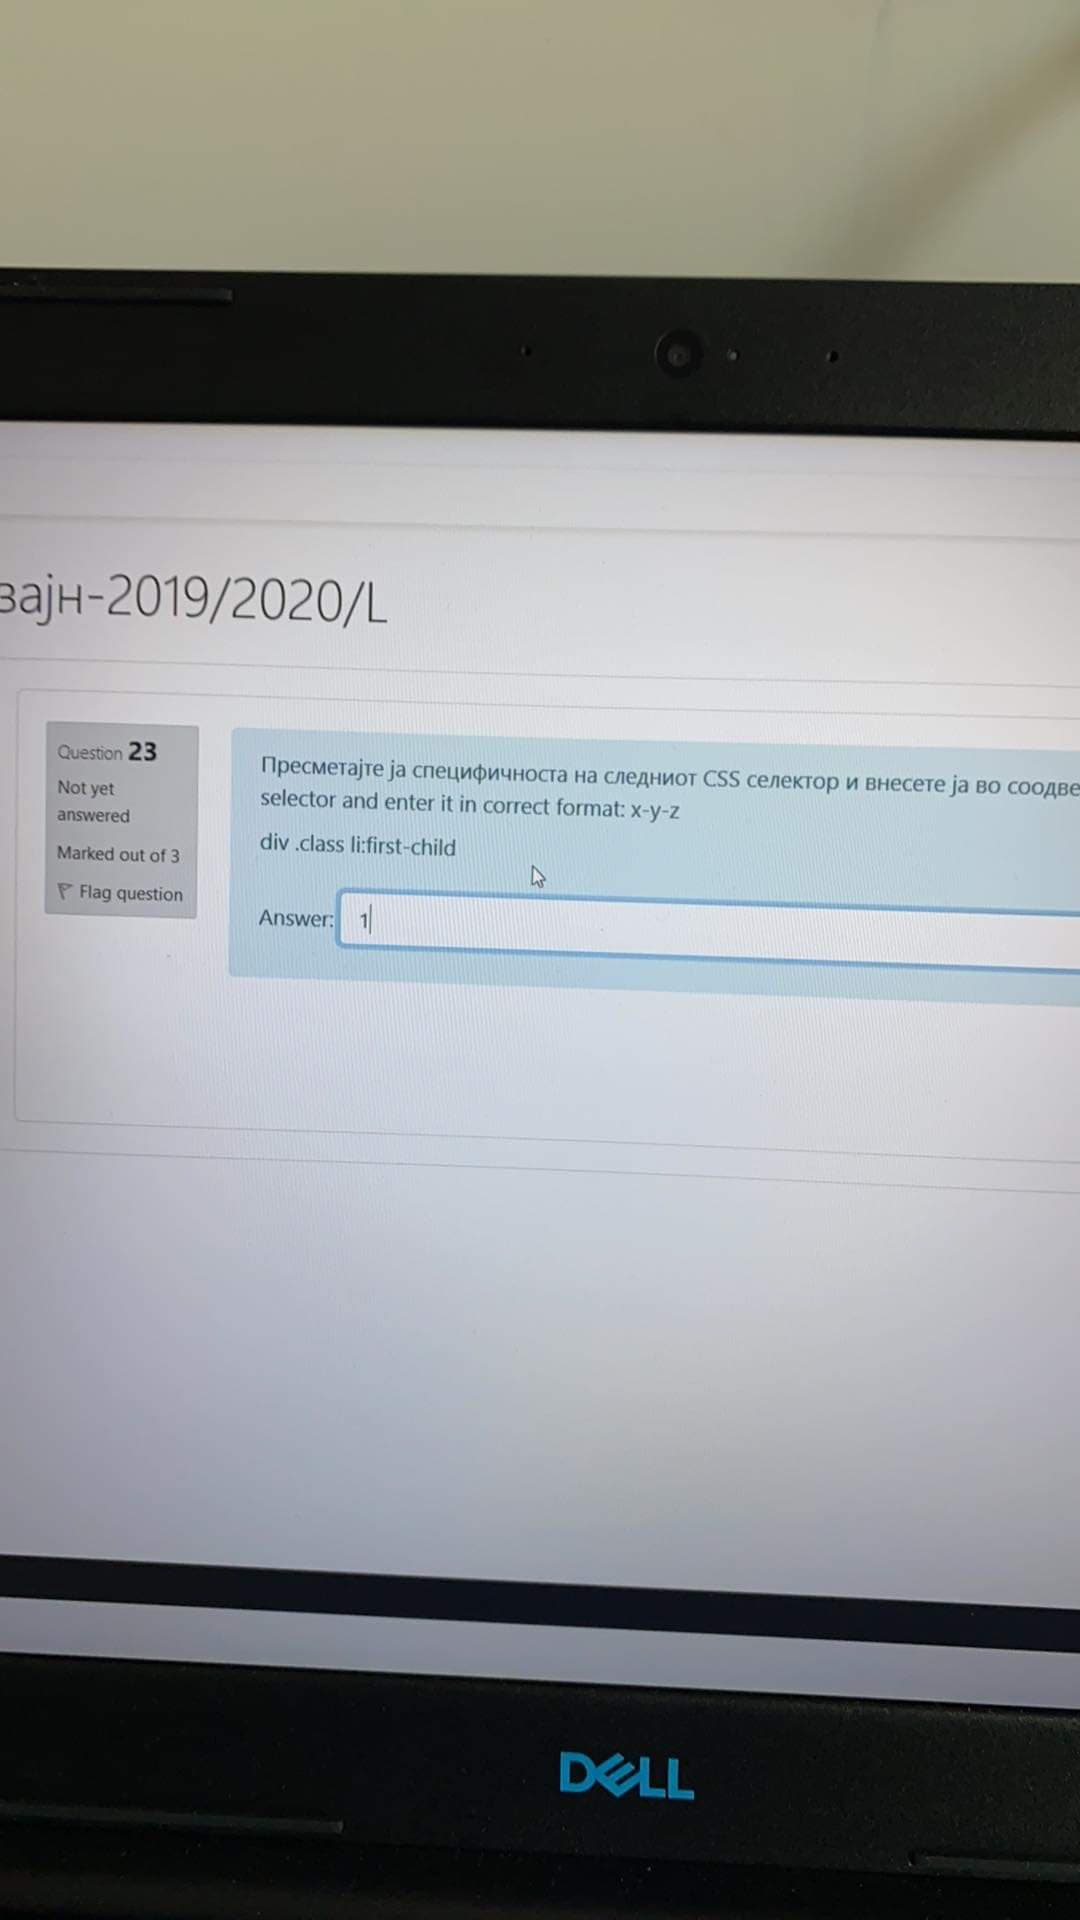 зајн-2019/2020/L
Question 23
Not yet
answered
Marked out of 3
Flag question
Пресметајте ја специфичноста на следниот CSS селектор и внесете ја во соодве
selector and enter it in correct format: x-y-z
div .class li:first-child
Answer: 1
DELL